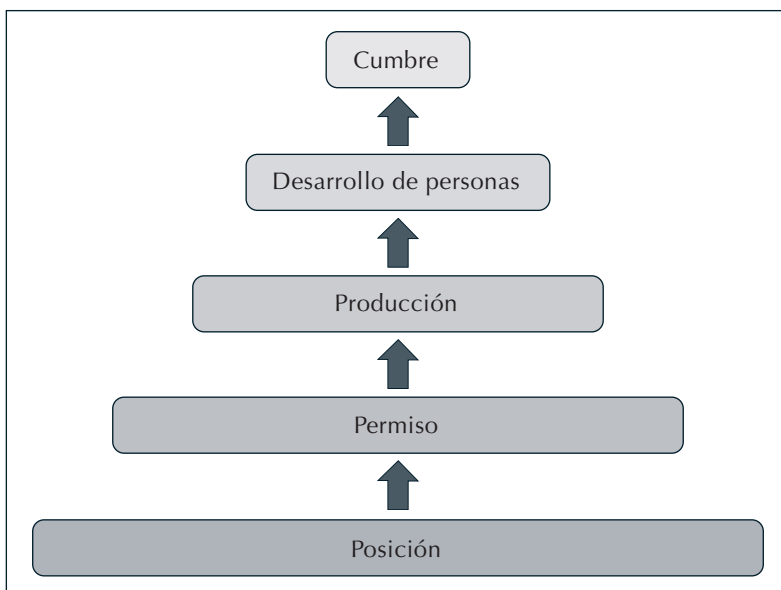 Cumbre
Desarrollo de personas
Producción
Permiso
Posición